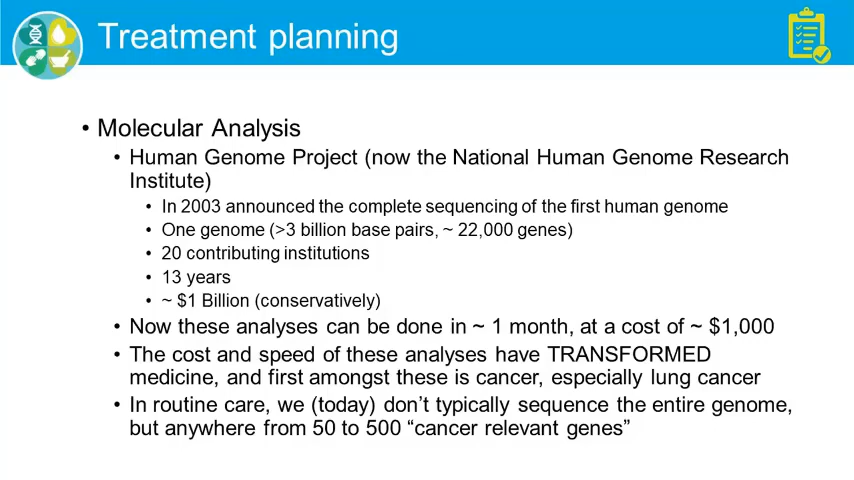 Treatment planning
• Molecular Analysis
• Human Genome Project (now the National Human Genome Research
Institute)
• In 2003 announced the complete sequencing of the first human genome
• One genome (>3 billion base pairs, ~ 22,000 genes)
• 20 contributing institutions
• 13 years
• ~ $1 Billion (conservatively)
• Now these analyses can be done in ~ 1 month, at a cost of ~ $1,000
• The cost and speed of these analyses have TRANSFORMED
medicine, and first amongst these is cancer, especially lung cancer
• In routine care, we (today) don’t typically sequence the entire genome,
but anywhere from 50 to 500 “cancer relevant genes”